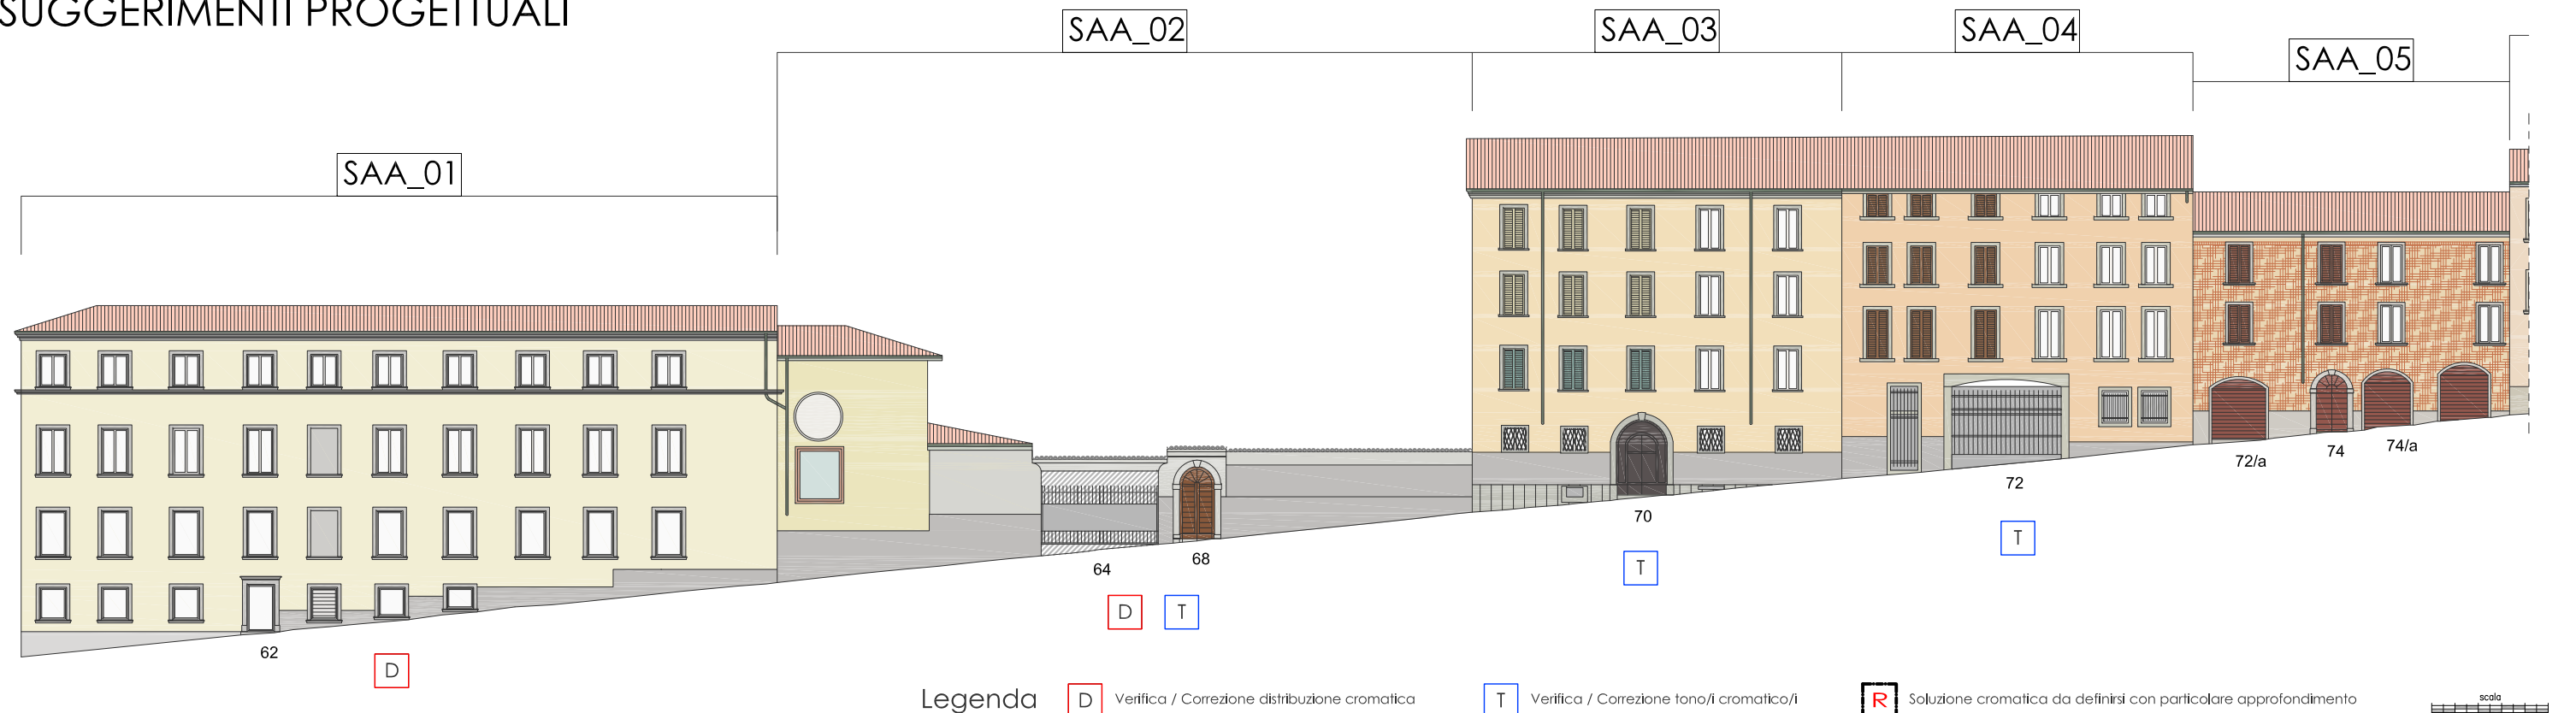 SUGGERIMENTI PROGETTUALI
SAA_01
SAA_02
SAA_03
SAA_04
SAA_05
62
64
68
70
72
72/a
74
74/a
D
D T
T
T
Legenda
D Verifica / Correzione distribuzione cromatica
T Verifica / Correzione tono/i cromatico/i
R Soluzione cromatica da definirsi con particolare approfondimento
scala